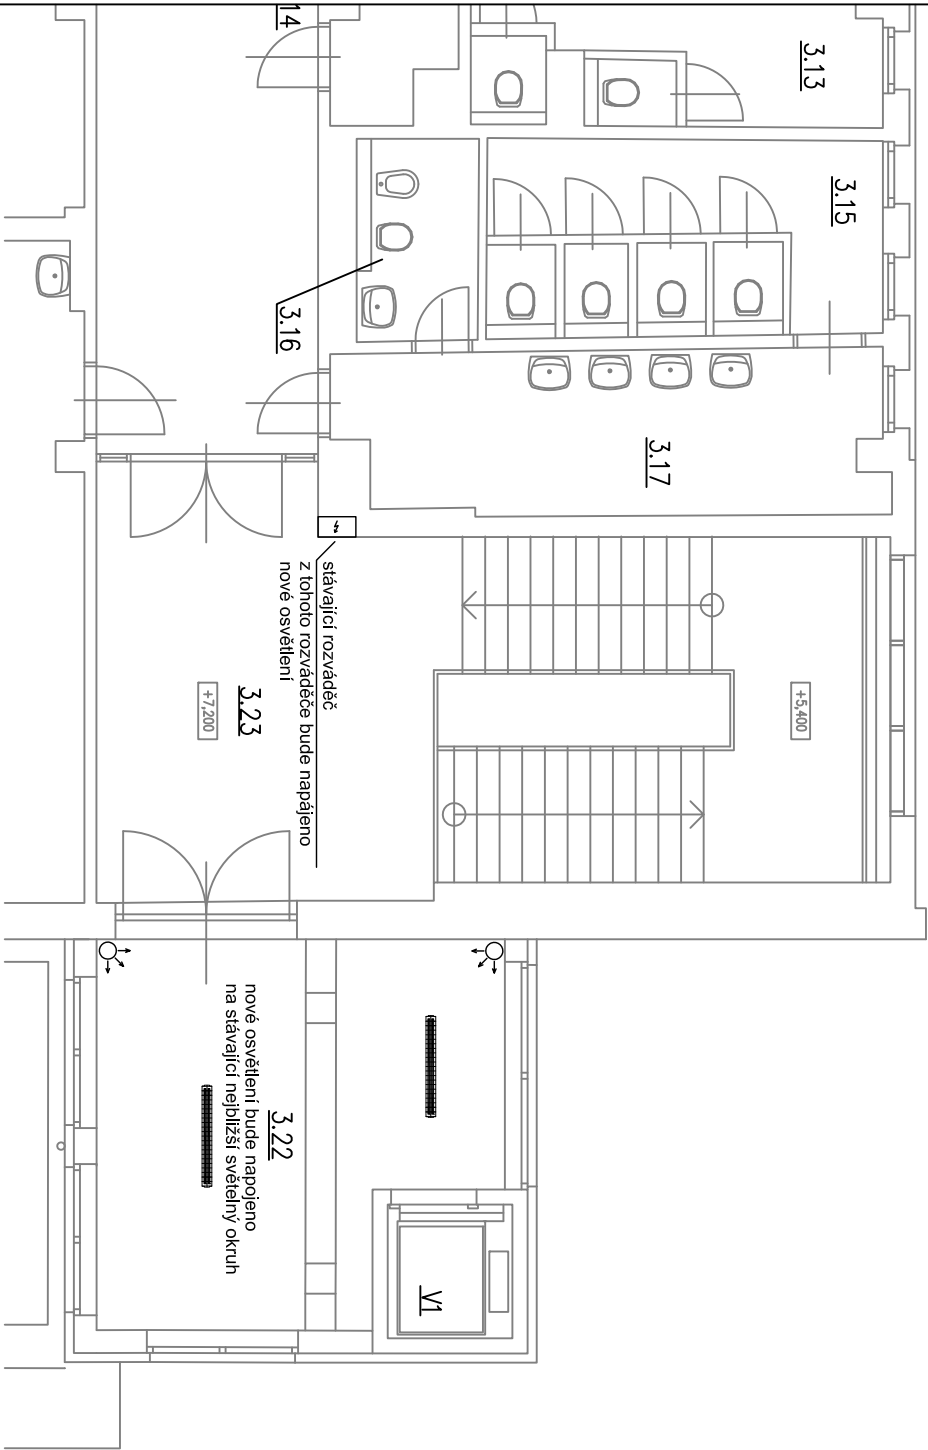 14
3.13
3.15
3.16
3.17
stávající rozváděč
z tohoto rozváděče bude napájeno
nové osvětlení
3.23
+7,200
+5,400
nové osvětlení bude napojeno
na stávající nejbližší světelný okruh
3.22
V1